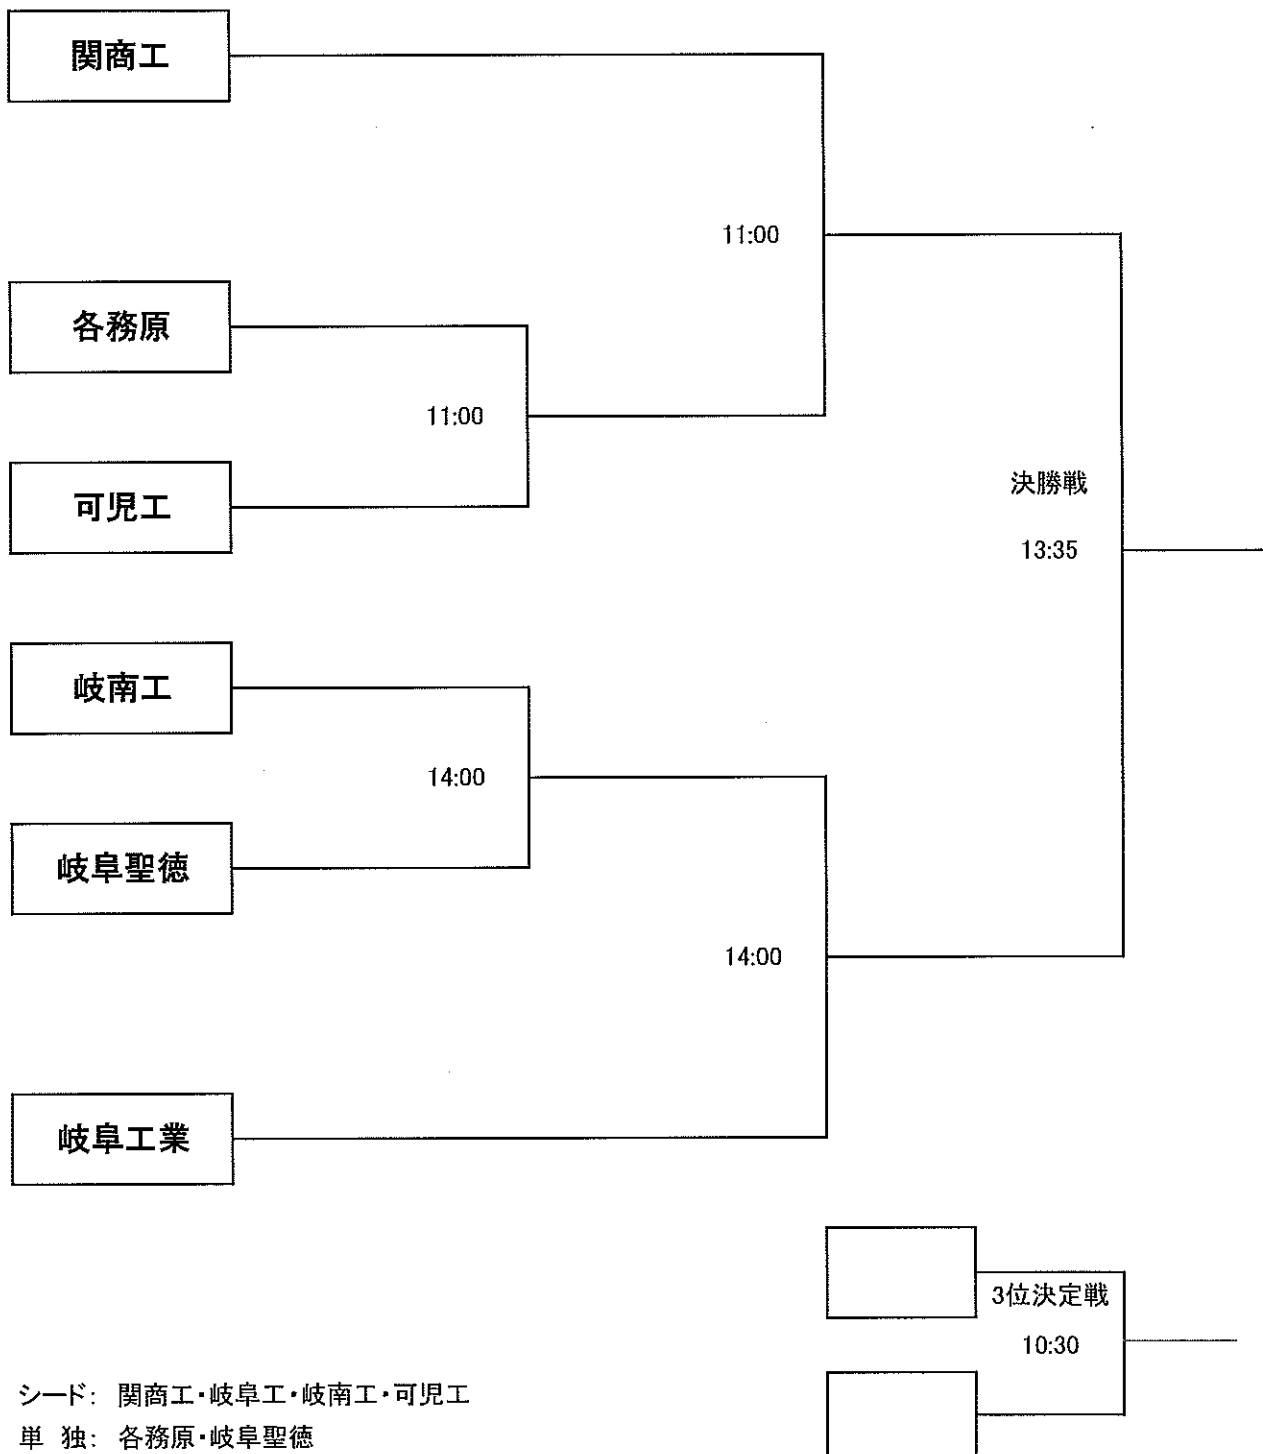 関商工
11:00
各務原
11:00
可児工
決勝戦
13:35
岐南工
14:00
岐阜聖徳
14:00
岐阜工業
3位決定戦
10:30
シード： 関商工・岐阜工・岐南工・可児工
単 独： 各務原・岐阜聖徳